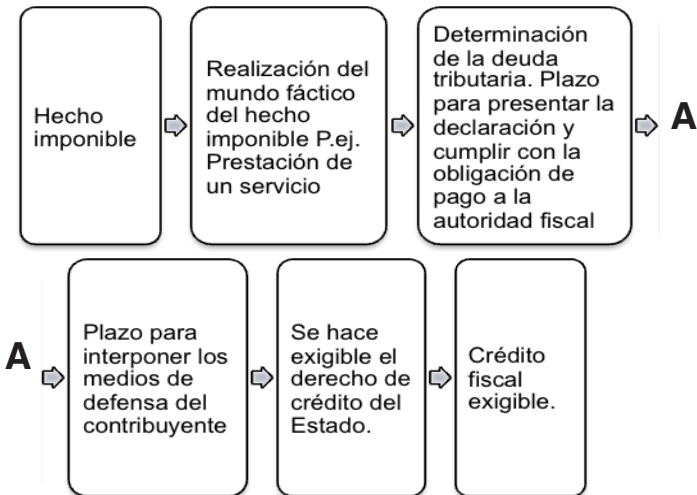 Hecho
imponible
Realización del
mundo fáctico
del hecho
imponible P.ej.
Prestación de
un servicio
Determinación
de la deuda
tributaria. Plazo
para presentar la
declaración y
cumplir con la
obligación de
pago a la
autoridad fiscal
A
A
Plazo para
interponer los
medios de
defensa del
contribuyente
Se hace
exigible el
derecho de
crédito del
Estado.
Crédito
fiscal
exigible.